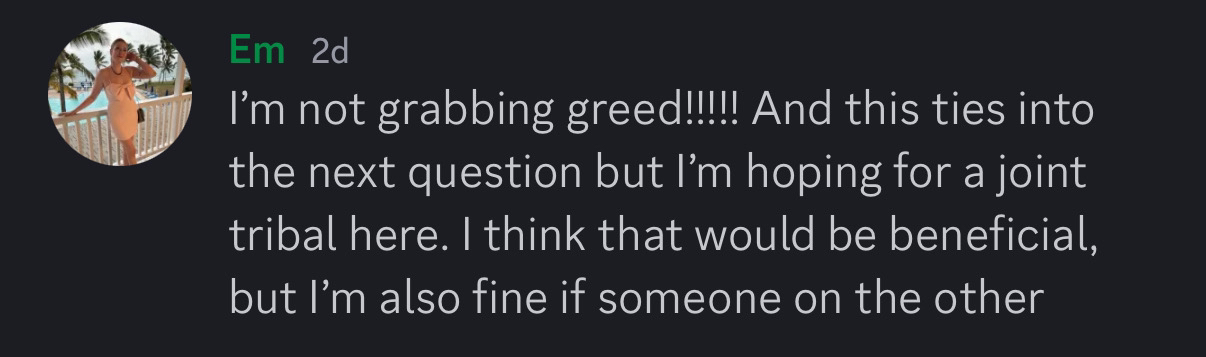 Em 2d
I’m not grabbing greed!!!!! And this ties into
the next question but I’m hoping for a joint
tribal here. I think that would be beneficial,
but I’m also fine if someone on the other